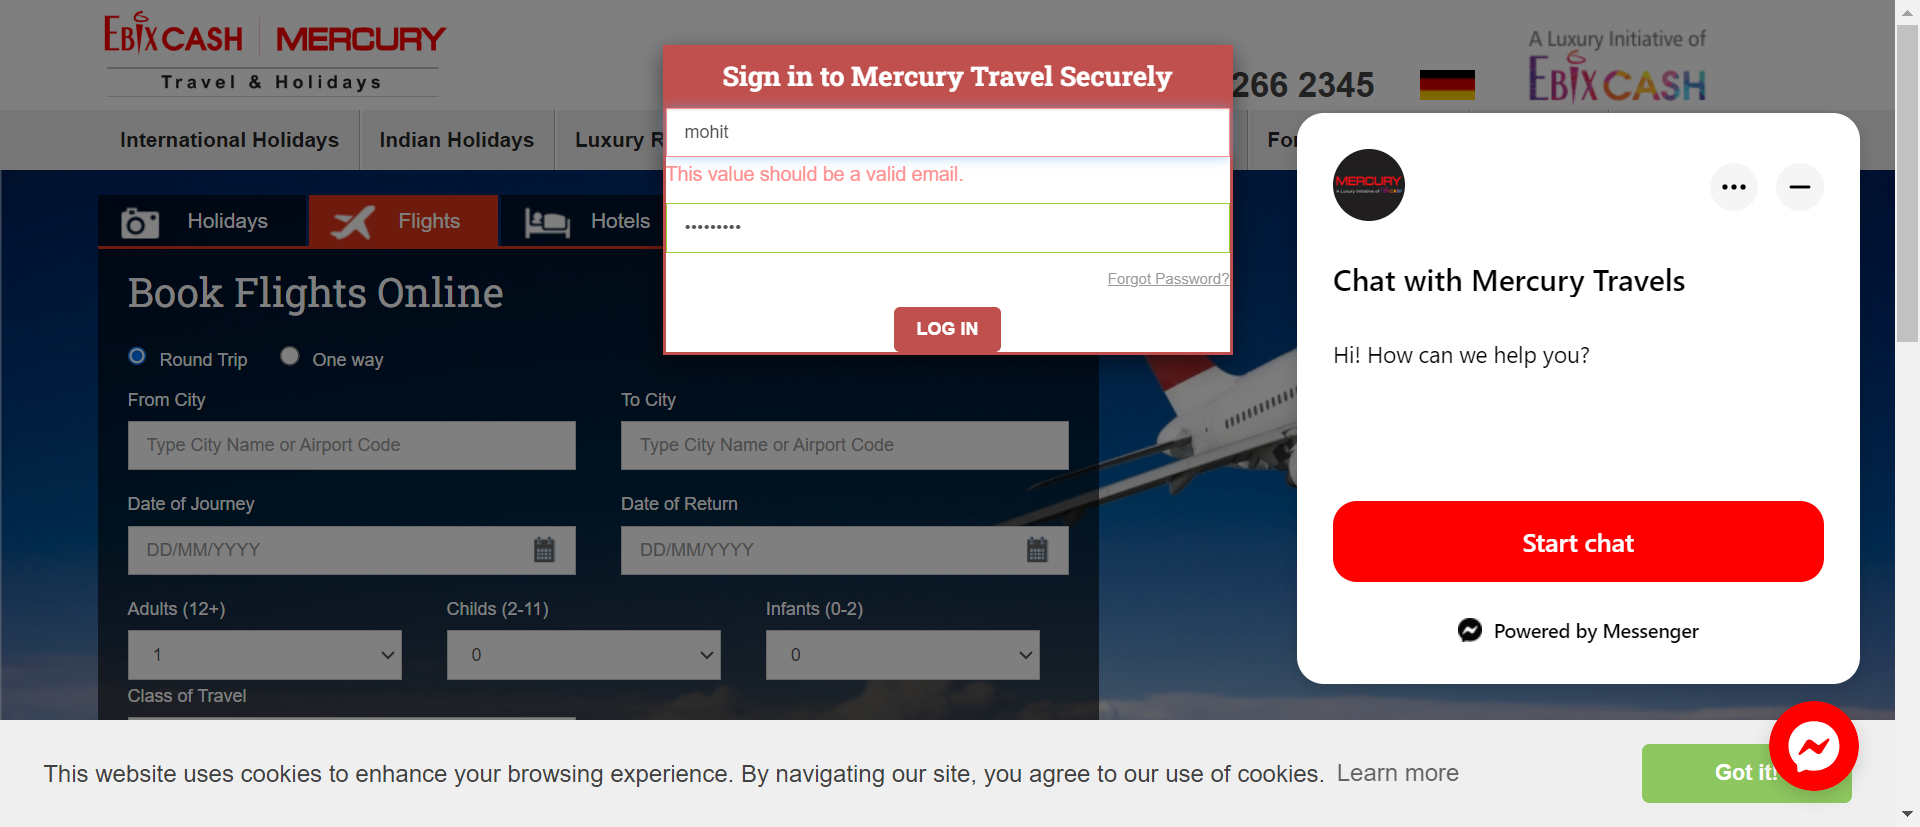 EBIXCASH MERCURY
Travel & Holidays
266 2345
A Luxury Initiative of
EBIXCASH
International Holidays
Indian Holidays
Luxury R
For
Sign in to Mercury Travel Securely
mohit
This value should be a valid email.
•••••••••
Forgot Password?
LOG IN
Holidays
Flights
Hotels
Book Flights Online
Round Trip
One way
From City
To City
Type City Name or Airport Code
Type City Name or Airport Code
Date of Journey
Date of Return
DD/MM/YYYY
DD/MM/YYYY
Adults (12+)
Childs (2-11)
Infants (0-2)
1
0
0
Class of Travel
MERCURY
A Luxury Initiative of EBIXCASH
Chat with Mercury Travels
Hi! How can we help you?
Start chat
Powered by Messenger
This website uses cookies to enhance your browsing experience. By navigating our site, you agree to our use of cookies. Learn more
Got it!